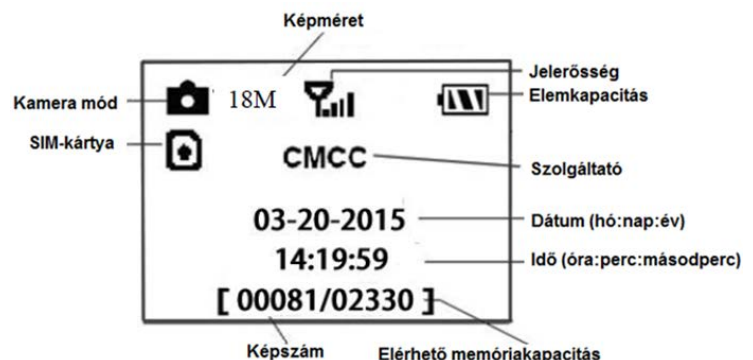 Képméret
Jelerősség
Kamera mód
18M
Elemkapacitás
SIM-kártya
CMCC
Szolgáltató
03-20-2015
Dátum (hó:nap:év)
14:19:59
Idő (óra:perc:másodperc)
[ 00081/02330 ]
Képszám
Elérhető memóriakapacitás